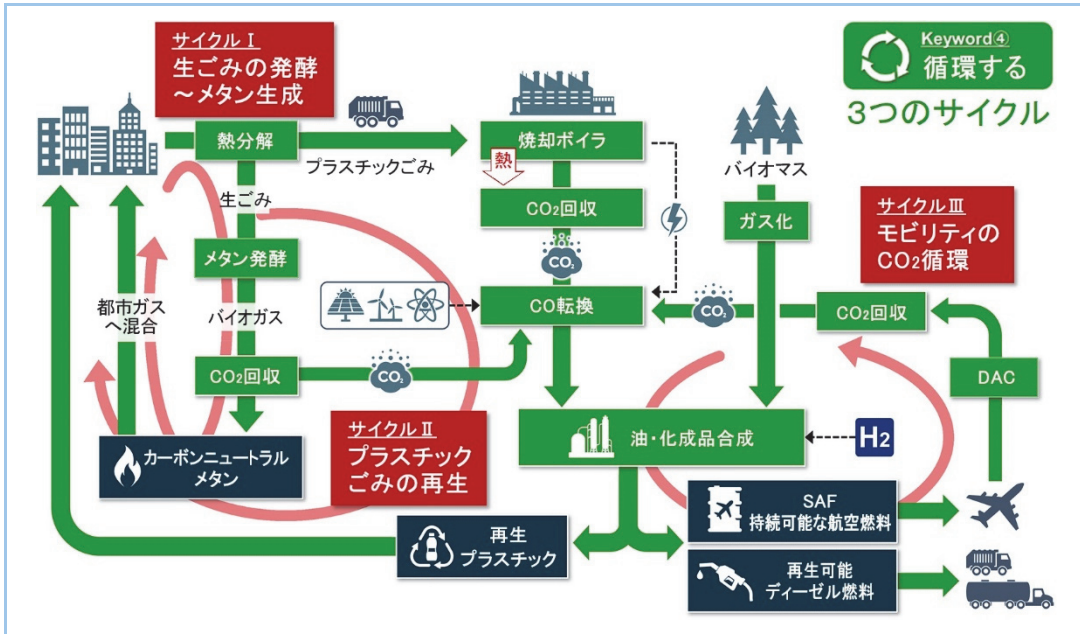 サイクルⅠ
生ごみの発酵
～メタン生成
Keyword④
循環する
3つのサイクル
熱分解
プラスチックごみ
焼却ボイラ
熱
バイオマス
生ごみ
CO₂回収
ガス化
サイクルⅢ
モビリティの
CO₂循環
メタン発酵
CO₂
都市ガス
へ混合
バイオガス
CO転換
CO₂
CO₂回収
CO₂回収
CO₂
DAC
サイクルⅡ
プラスチック
ごみの再生
油・化成品合成
H2
カーボンニュートラル
メタン
SAF
持続可能な航空燃料
再生
プラスチック
再生可能
ディーゼル燃料